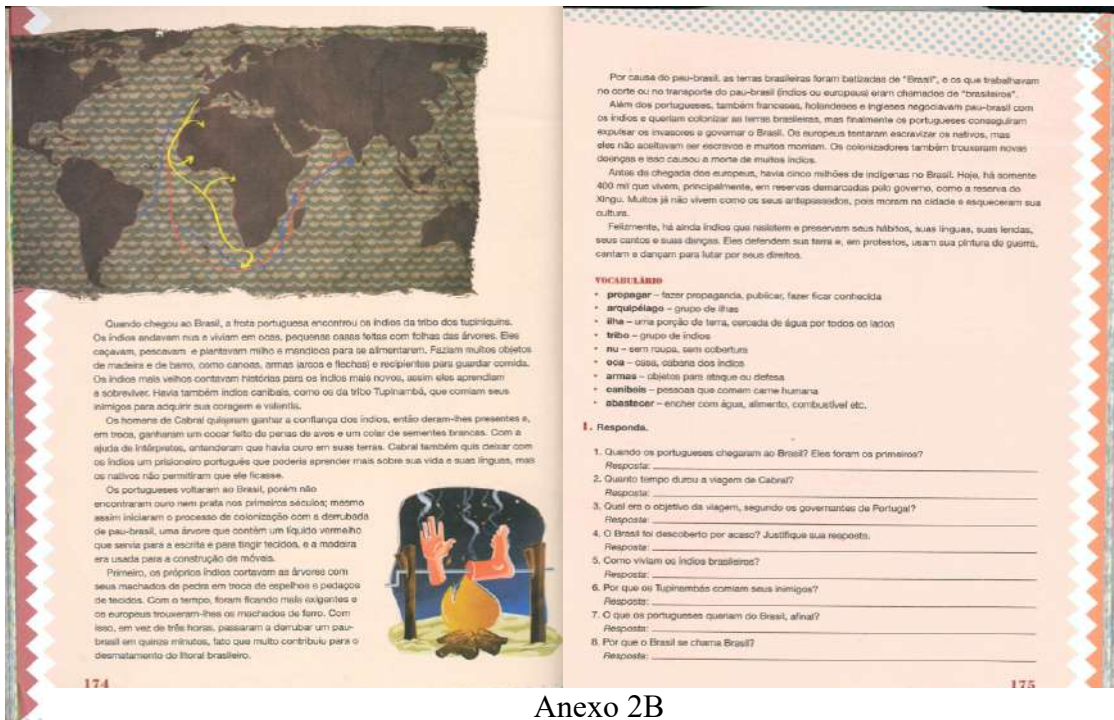 Quando chegou ao Brasil, a frota portuguesa encontrou os índios da tribo dos tupiniquins.
Os índios andavam nus e viviam em ocas, pequenas casas feitas com folhas das árvores. Eles
caçavam, pescavam e plantavam milho e mandioca para se alimentarem. Faziam muitos objetos
de madeira e de barro, como canoas, armas (arcos e flechas) e recipientes para guardar comida.
Os índios mais velhos contavam histórias para os índios mais novos, assim eles aprendiam
a sobreviver. Havia também índios canibais, como os da tribo Tupinambá, que comiam seus
inimigos para adquirir sua coragem e valentia.
Os homens de Cabral quiseram ganhar a confiança dos índios, então deram-lhes presentes e,
em troca, ganharam um cocar feito de penas de aves e um colar de sementes brancas. Com a
ajuda de intérpretes, entenderam que havia ouro em suas terras. Cabral também quis deixar com
os índios um prisioneiro português que poderia aprender mais sobre sua vida e suas línguas, mas
os nativos não permitiram que ele ficasse.
Os portugueses voltaram ao Brasil, porém não
encontraram ouro nem prata nos primeiros séculos; mesmo
assim iniciaram o processo de colonização com a derrubada
de pau-brasil, uma árvore que contém um líquido vermelho
que servia para a escrita e para tingir tecidos, e a madeira
era usada para a construção de móveis.
Primeiro, os próprios índios cortavam as árvores com
seus machados de pedra em troca de espelhos e pedaços
de tecidos. Com o tempo, foram ficando mais exigentes e
os europeus trouxeram-lhes os machados de ferro. Com
isso, em vez de três horas, passaram a derrubar um pau-
brasil em quinze minutos, fato que muito contribuiu para o
desmatamento do litoral brasileiro.
174
Por causa do pau-brasil, as terras brasileiras foram batizadas de "Brasil", e os que trabalhavam
no corte ou no transporte do pau-brasil (índios ou europeus) eram chamados de "brasileiros".
Além dos portugueses, também franceses, holandeses e ingleses negociavam pau-brasil com
os índios e queriam colonizar as terras brasileiras, mas finalmente os portugueses conseguiram
expulsar os invasores e governar o Brasil. Os europeus tentaram escravizar os nativos, mas
eles não aceitavam ser escravos e muitos morriam. Os colonizadores também trouxeram novas
doenças e isso causou a morte de muitos índios.
Antes da chegada dos europeus, havia cinco milhões de indígenas no Brasil. Hoje, há somente
400 mil que vivem, principalmente, em reservas demarcadas pelo governo, como a reserva do
Xingu. Muitos já não vivem como os seus antepassados, pois moram na cidade e esqueceram sua
cultura.
Felizmente, há ainda índios que resistem e preservam seus hábitos, suas línguas, suas lendas,
seus cantos e suas danças. Eles defendem sua terra e, em protestos, usam sua pintura de guerra,
cantam e dançam para lutar por seus direitos.
VOCABULÁRIO
• propagar – fazer propaganda, publicar, fazer ficar conhecida
• arquipélago – grupo de ilhas
• ilha – uma porção de terra, cercada de água por todos os lados
• tribo – grupo de índios
• nu – sem roupa, sem cobertura
• oca – casa, cabana dos índios
• armas – objetos para ataque ou defesa
• canibais – pessoas que comem carne humana
• abastecer – encher com água, alimento, combustível etc.
I. Responda.
1. Quando os portugueses chegaram ao Brasil? Eles foram os primeiros?
Resposta:
2. Quanto tempo durou a viagem de Cabral?
Resposta:
3. Qual era o objetivo da viagem, segundo os governantes de Portugal?
Resposta:
4. O Brasil foi descoberto por acaso? Justifique sua resposta.
Resposta:
5. Como viviam os índios brasileiros?
Resposta:
6. Por que os Tupinambás comiam seus inimigos?
Resposta:
7. O que os portugueses queriam do Brasil, afinal?
Resposta:
8. Por que o Brasil se chama Brasil?
Resposta:
175
Anexo 2B